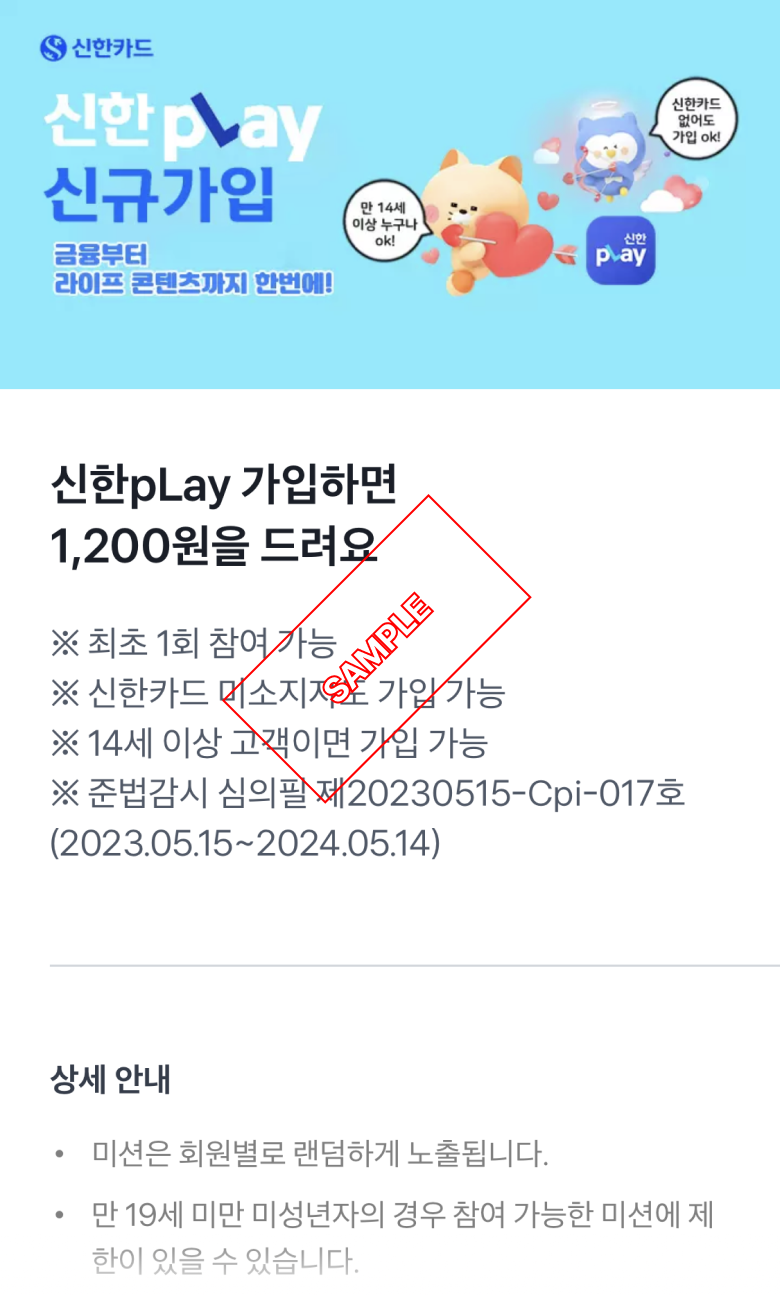 신한카드
신한 pLay
신규가입
금융부터
라이프 콘텐츠까지 한번에!
만 14세
이상 누구나
ok!
신한카드
없어도
가입 ok!
신한
pLay
신한pLay 가입하면
1,200원을 드려요
※ 최초 1회 참여 가능
※ 신한카드 미소지자도 가입 가능
※ 14세 이상 고객이면 가입 가능
※ 준법감시 심의필 제20230515-Cpi-017호
(2023.05.15~2024.05.14)
SAMPLE
상세 안내
• 미션은 회원별로 랜덤하게 노출됩니다.
• 만 19세 미만 미성년자의 경우 참여 가능한 미션에 제
한이 있을 수 있습니다.